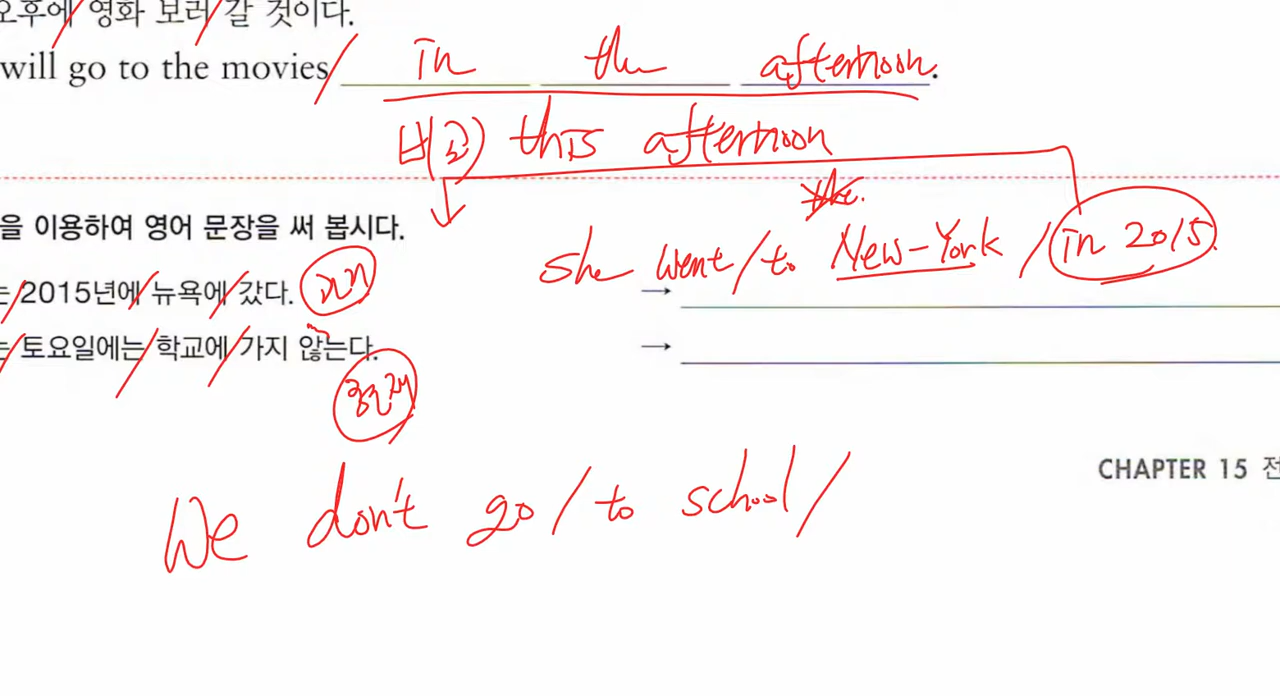 오후에 영화 보러 갈 것이다.
will go to the movies/ in the afternoon.
비교) this afternoon
the.
을 이용하여 영어 문장을 써 봅시다.
she went/to New-York /in 2015.
는 2015년에 뉴욕에 갔다. 과거 →
는 토요일에는 학교에 가지 않는다. →
현재
CHAPTER 15 전
We don't go/to school/